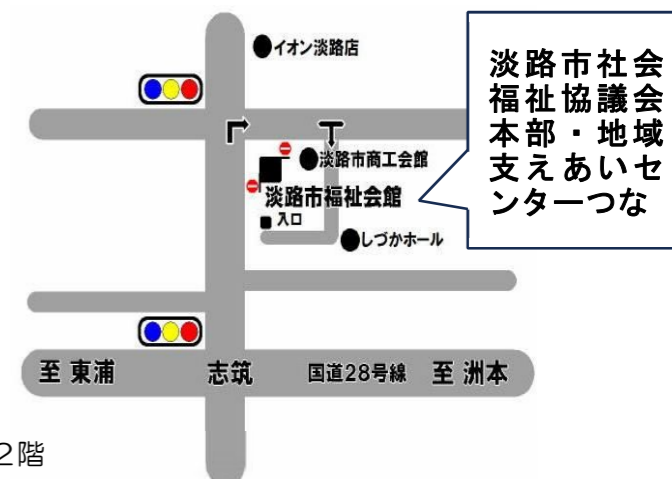 イオン淡路店
淡路市社会
福祉協議会
本部・地域
支えあいセ
ンターつな
淡路市商工会館
淡路市福祉会館
入口
しづかホール
至 東浦
志筑
国道28号線
至 洲本
2階